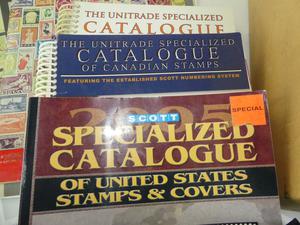 THE UNITRADE SPECIALIZED
CATALOGUE
THE UNITRADE SPECIALIZED
CATALOGUE
OF CANADIAN STAMPS
FEATURING THE ESTABLISHED SCOTT NUMBERING SYSTEM
2005
SPECIAL
SCOTT
SPECIALIZED
CATALOGUE
OF UNITED STATES
STAMPS & COVERS